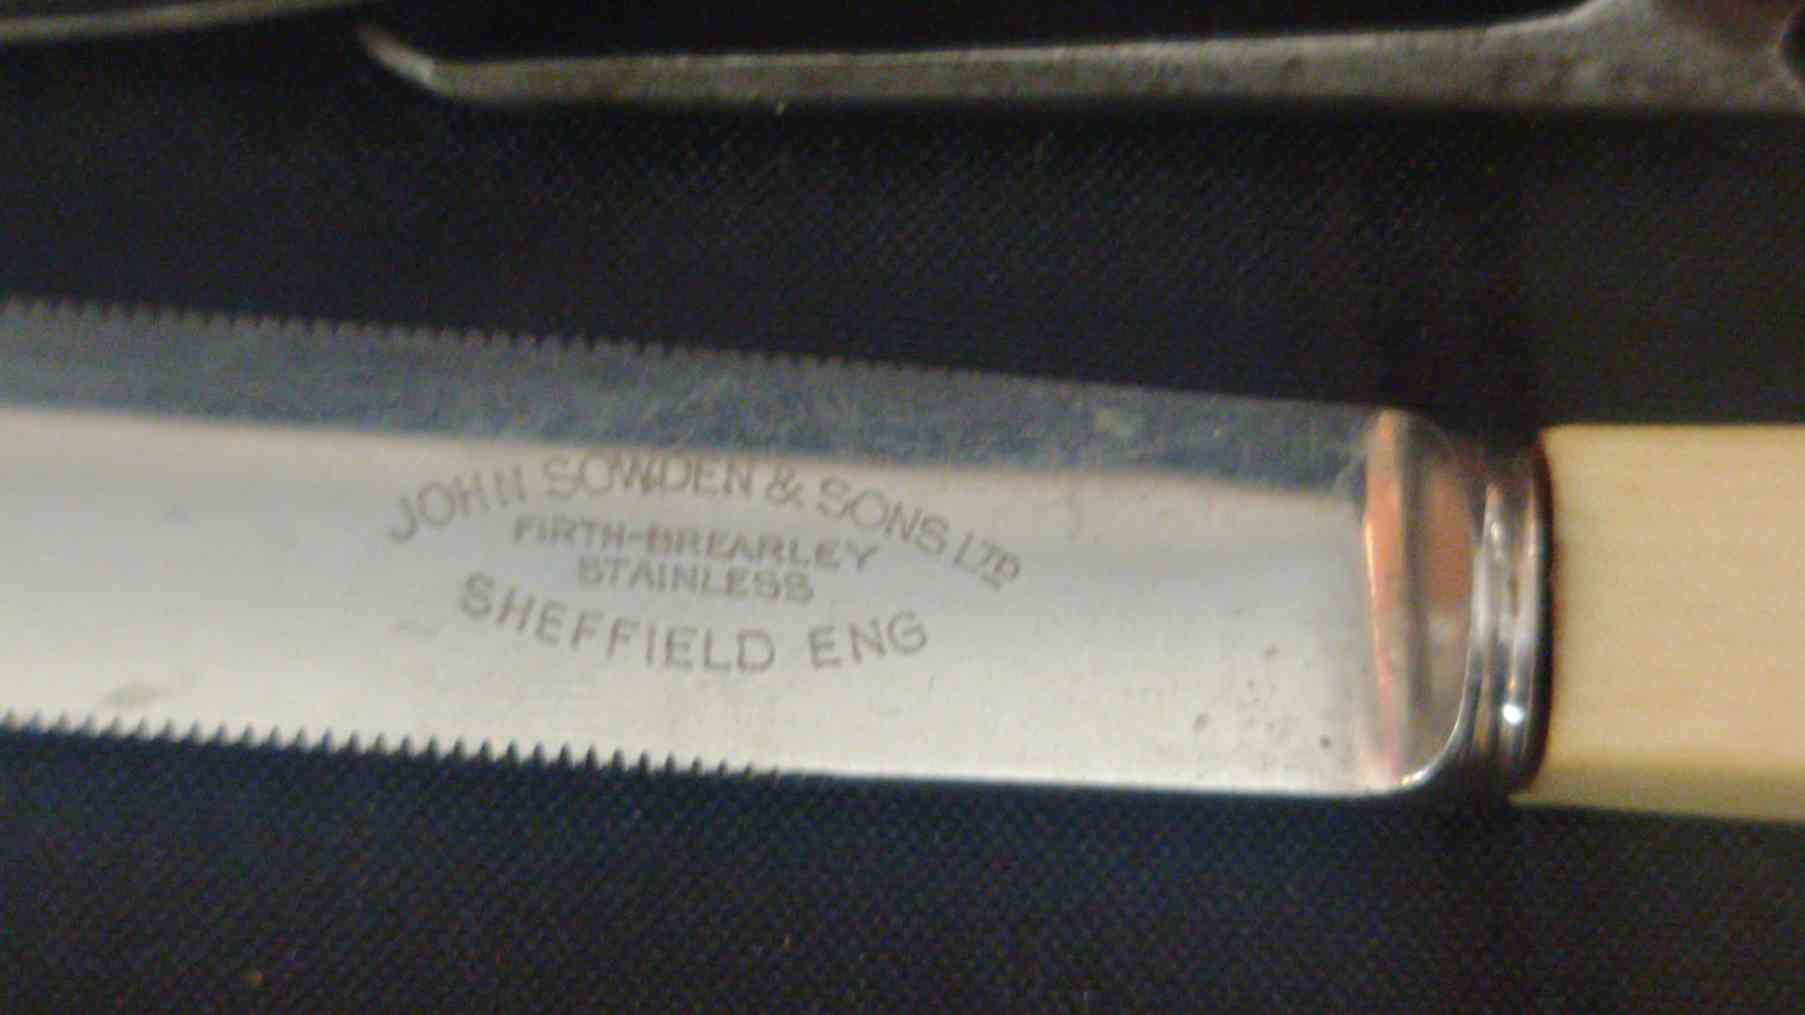 JOHN SOWDEN & SONS LTD
FIRTH-BREARLEY
STAINLESS
SHEFFIELD ENG